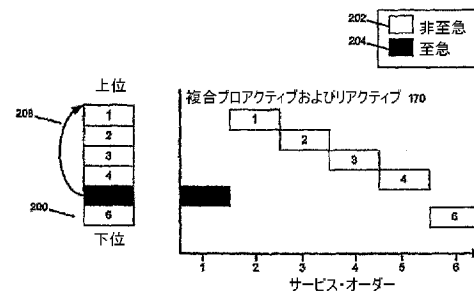 202
非至急
204
至急
上位
208
1
2
3
4
6
200
下位
複合プロアクティブおよびリアクティブ 170
1
2
3
4
6
1 2 3 4 5 6
サービス・オーダー